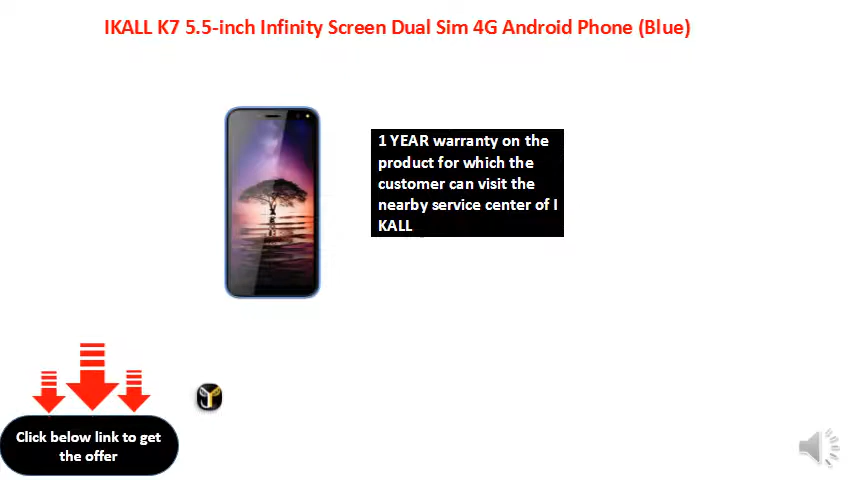 IKALL K7 5.5-inch Infinity Screen Dual Sim 4G Android Phone (Blue)
1 YEAR warranty on the
product for which the
customer can visit the
nearby service center of I
KALL
Click below link to get
the offer